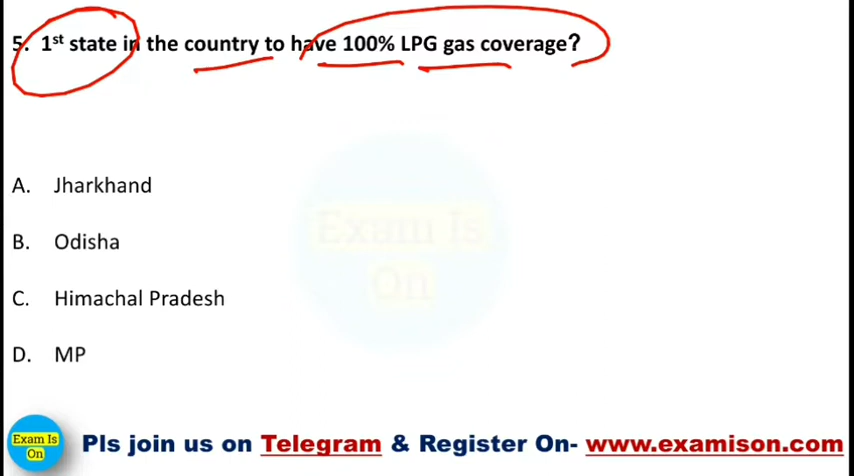 5. 1st state in the country to have 100% LPG gas coverage?
Exam Is
On
A. Jharkhand
B. Odisha
C. Himachal Pradesh
D. MP
Exam Is
On
Pls join us on Telegram & Register On- www.examison.com